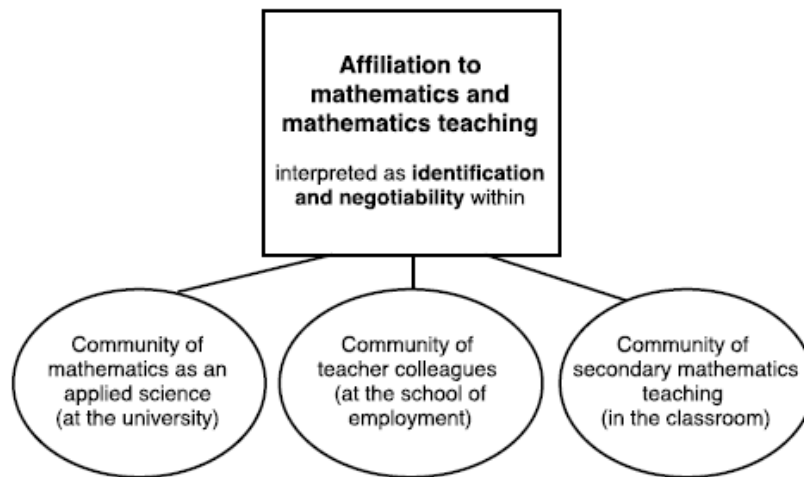 Affiliation to
mathematics and
mathematics teaching
interpreted as identification
and negotiability within
Community of
mathematics as an
applied science
(at the university)
Community of
teacher colleagues
(at the school of
employment)
Community of
secondary mathematics
teaching
(in the classroom)